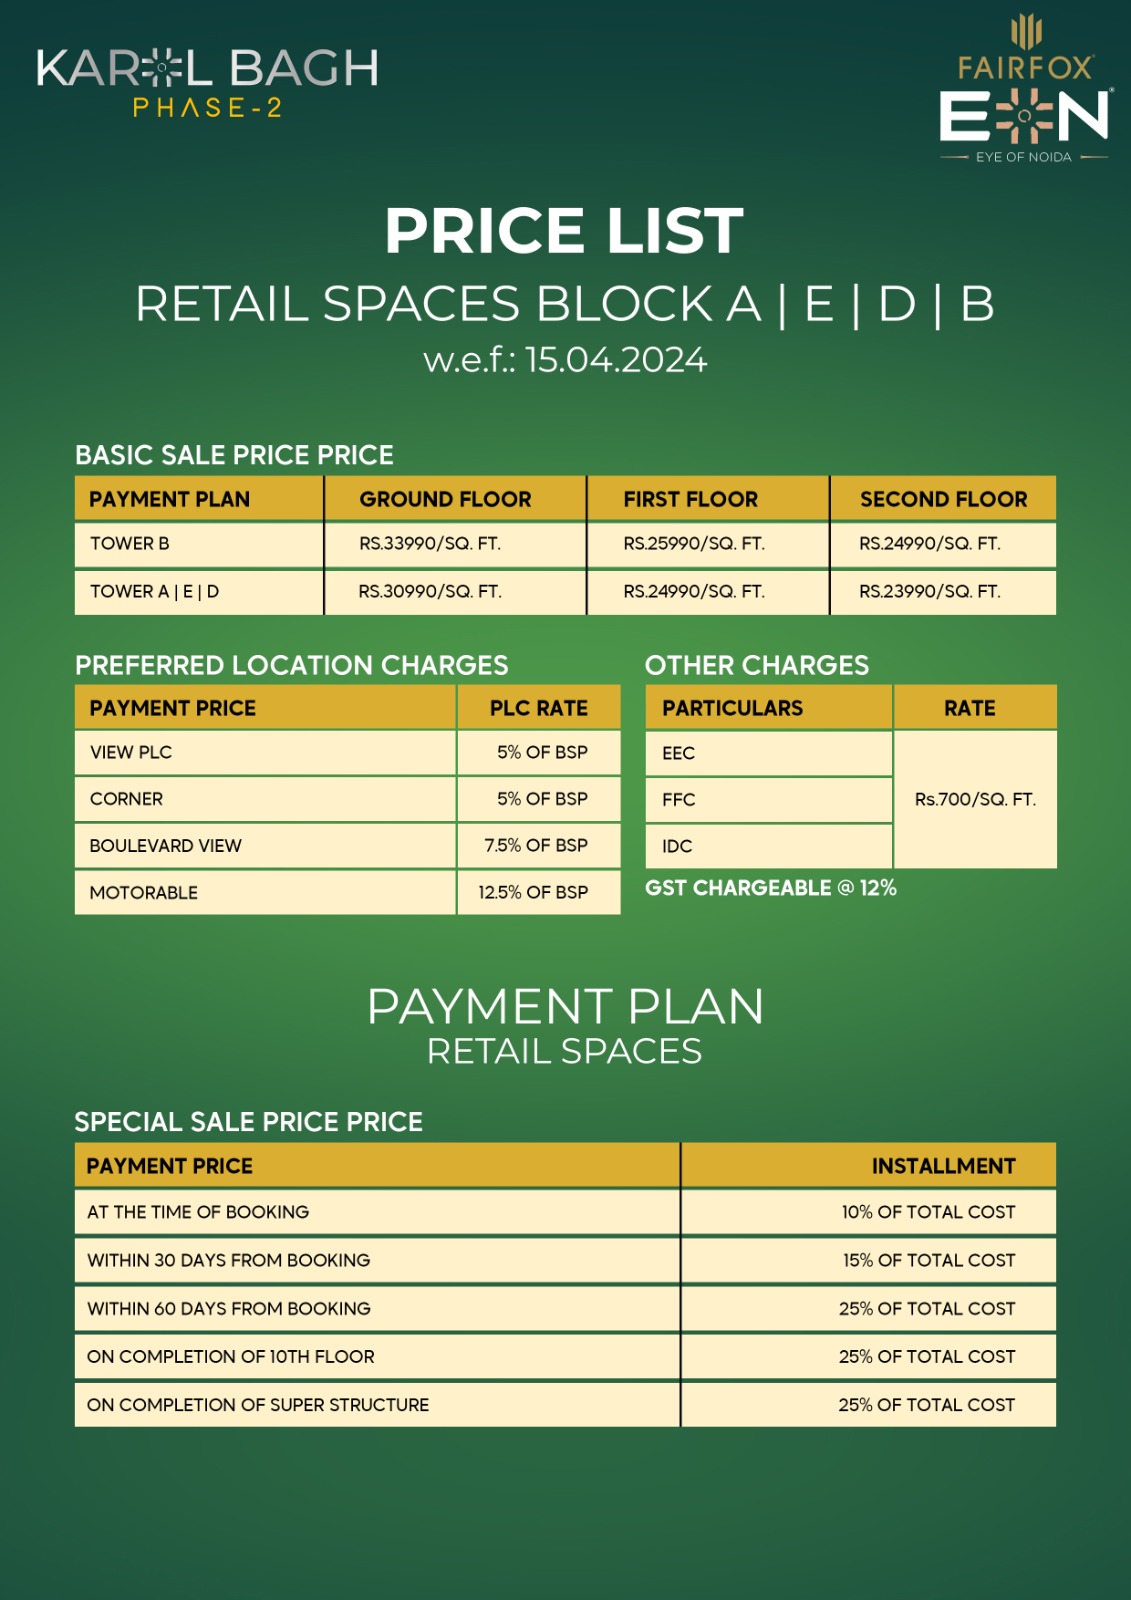 KAROL BAGH
PHASE-2
FAIRFOX
EON
EYE OF NOIDA
PRICE LIST
RETAIL SPACES BLOCK A | E | D | B
w.e.f.: 15.04.2024
BASIC SALE PRICE PRICE
PAYMENT PLAN GROUND FLOOR FIRST FLOOR SECOND FLOOR
TOWER B RS.33990/SQ. FT. RS.25990/SQ. FT. RS.24990/SQ. FT.
TOWER A | E | D RS.30990/SQ. FT. RS.24990/SQ. FT. RS.23990/SQ. FT.
PREFERRED LOCATION CHARGES
PAYMENT PRICE PLC RATE
VIEW PLC 5% OF BSP
CORNER 5% OF BSP
BOULEVARD VIEW 7.5% OF BSP
MOTORABLE 12.5% OF BSP
OTHER CHARGES
PARTICULARS RATE
EEC
FFC Rs.700/SQ. FT.
IDC
GST CHARGEABLE @ 12%
PAYMENT PLAN
RETAIL SPACES
SPECIAL SALE PRICE PRICE
PAYMENT PRICE INSTALLMENT
AT THE TIME OF BOOKING 10% OF TOTAL COST
WITHIN 30 DAYS FROM BOOKING 15% OF TOTAL COST
WITHIN 60 DAYS FROM BOOKING 25% OF TOTAL COST
ON COMPLETION OF 10TH FLOOR 25% OF TOTAL COST
ON COMPLETION OF SUPER STRUCTURE 25% OF TOTAL COST